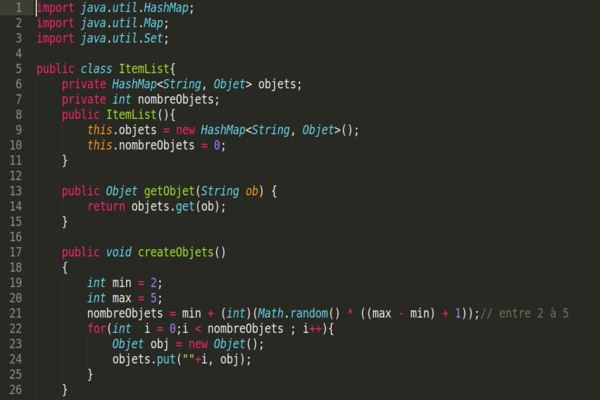 1 import java.util.HashMap;
2 import java.util.Map;
3 import java.util.Set;
4
5 public class ItemList{
6 private HashMap<String, Objet> objets;
7 private int nombreObjets;
8 public ItemList(){
9 this.objets = new HashMap<String, Objet>();
10 this.nombreObjets = 0;
11 }
12
13 public Objet getObjet(String ob) {
14 return objets.get(ob);
15 }
16
17 public void createObjets()
18 {
19 int min = 2;
20 int max = 5;
21 nombreObjets = min + (int)(Math.random() * ((max - min) + 1));// entre 2 à 5
22 for(int  i = 0;i < nombreObjets ; i++){
23 Objet obj = new Objet();
24 objets.put(""+i, obj);
25 }
26 }